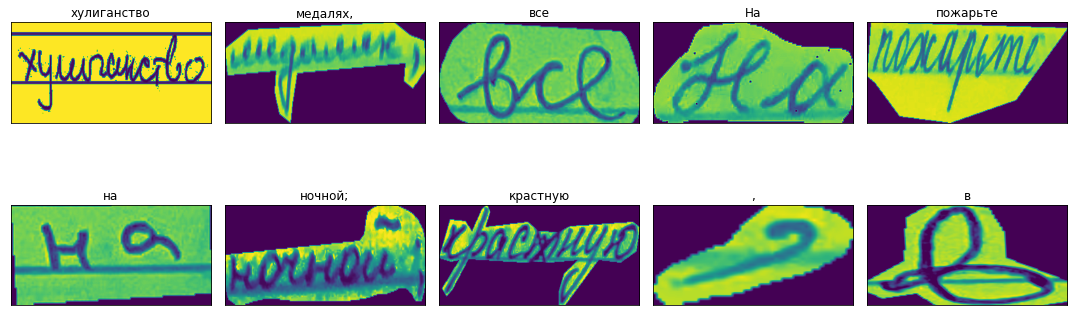 хулиганство медалях, все На пожарьте
хулиганство медалях, все На пожарьте
на ночной; крастную , в
на ночной; крастную , в